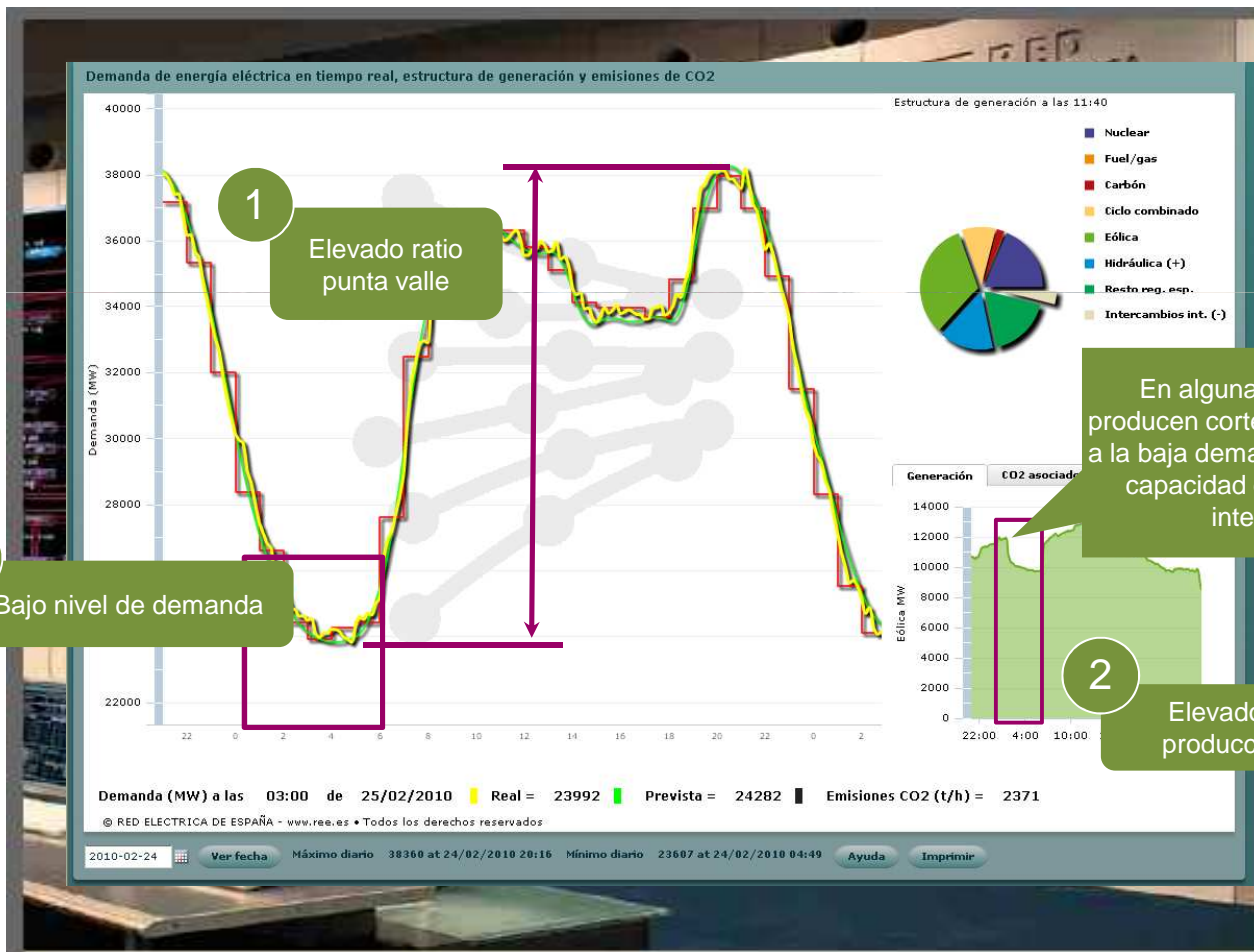 RED
Demanda de energía eléctrica en tiempo real, estructura de generación y emisiones de CO2
40000
38000
36000
34000
32000
30000
28000
22000
Demanda (MW)
22 0 2 4 6 8 10 12 14 16 18 20 22 0 2
1
Elevado ratio
punta valle
Bajo nivel de demanda
Estructura de generación a las 11:40
Nuclear
Fuel/gas
Carbón
Ciclo combinado
Eólica
Hidráulica (+)
Resto reg. esp.
Intercambios int. (-)
En alguna
producen
a la baja
capacidad
Generación
CO2 asociado
14000
12000
10000
8000
6000
4000
2000
0
Eólica MW
22:00 4:00 10:00
2
Elevado
Demanda (MW) a las 03:00 de 25/02/2010 Real = 23992 Prevista = 24282 Emisiones CO2 (t/h) = 2371
© RED ELECTRICA DE ESPAÑA - www.ree.es • Todos los derechos reservados
2010-02-24 Ver fecha Máximo diario 38360 at 24/02/2010 20:16 Mínimo diario 23607 at 24/02/2010 04:49 Ayuda Imprimir